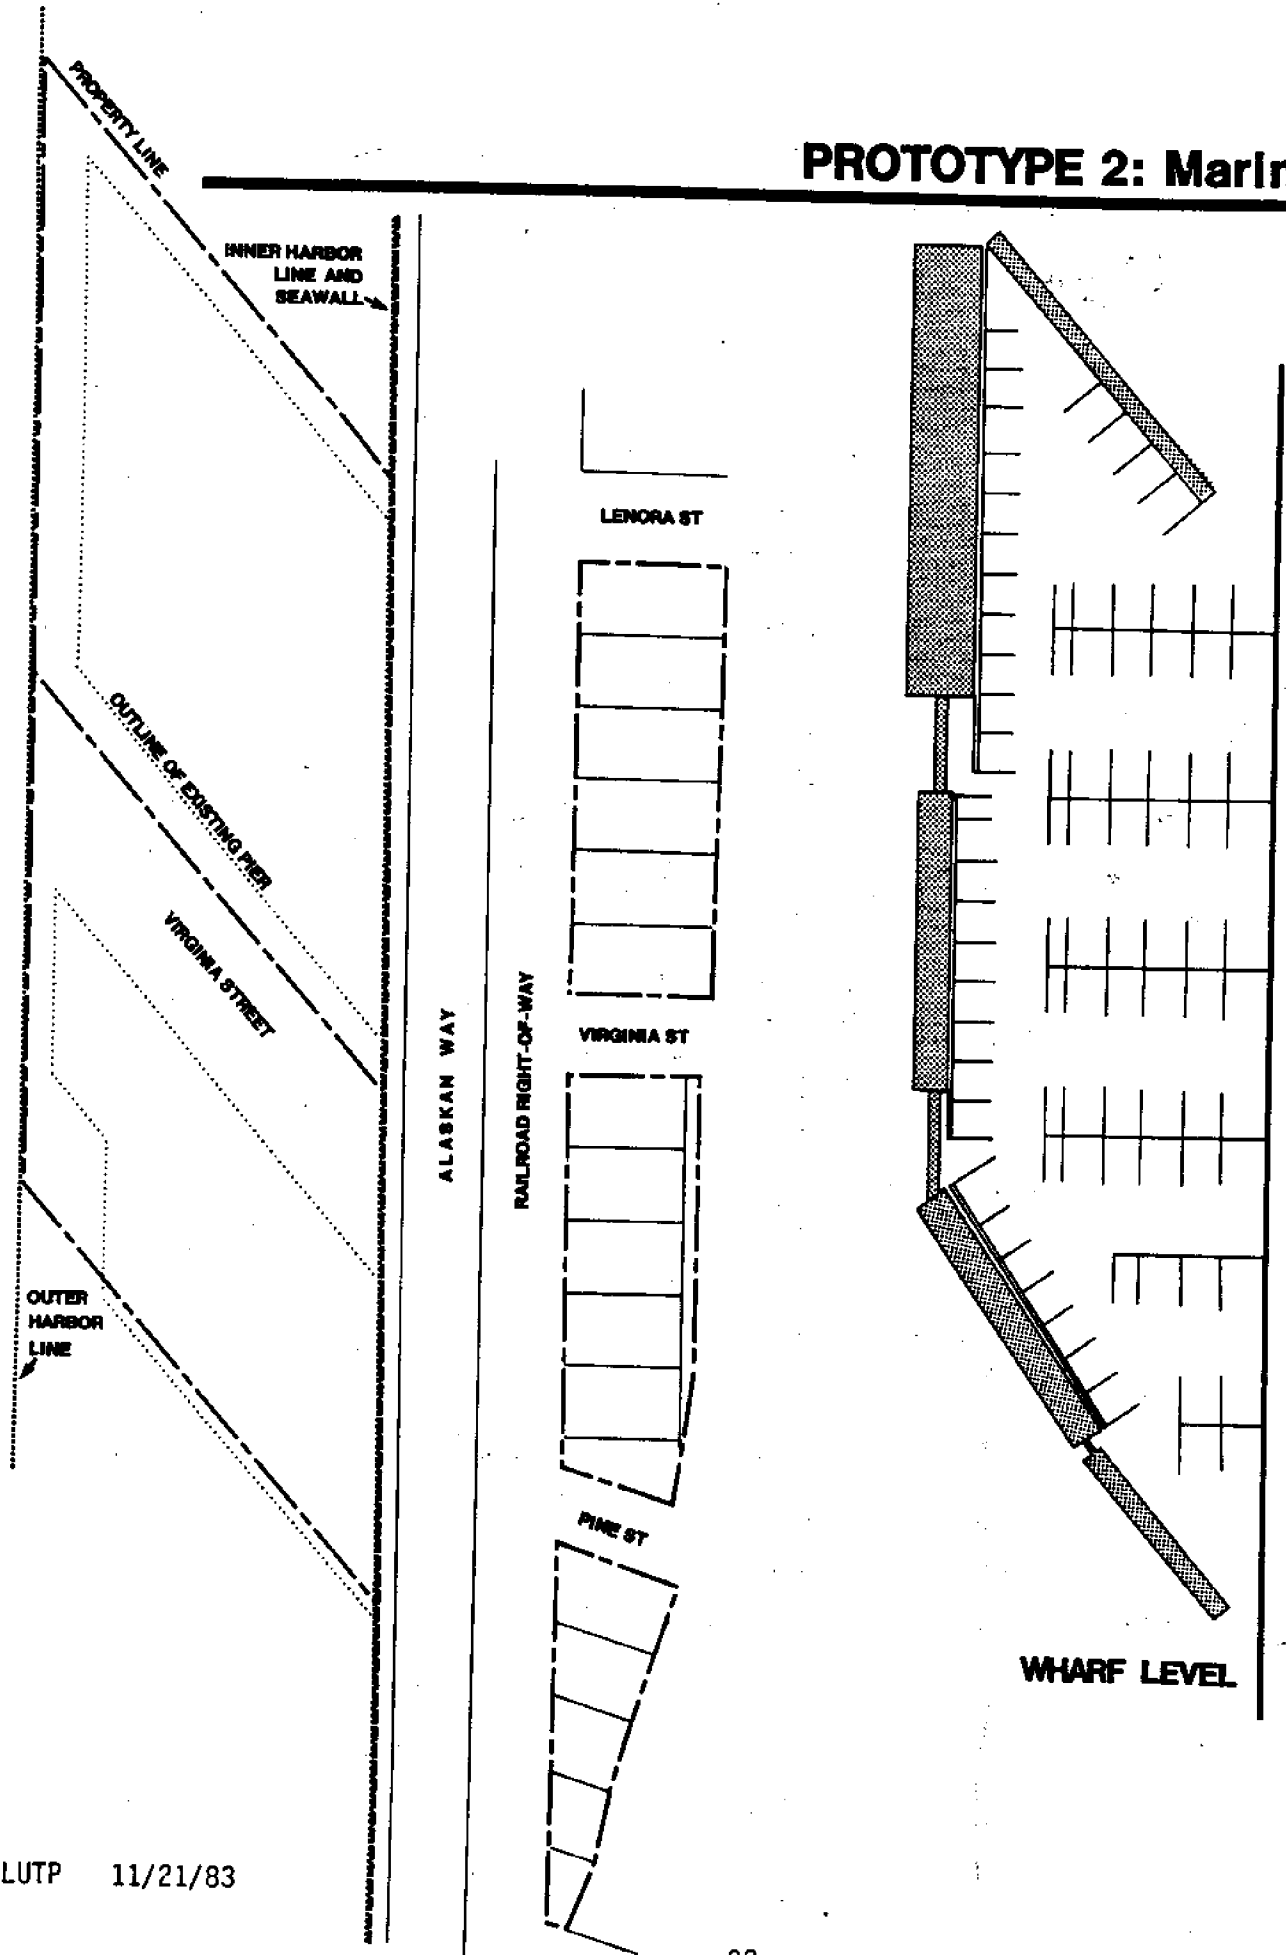 PROTOTYPE 2: Marin
PROPERTY LINE
INNER HARBOR
LINE AND
SEAWALL
LENORA ST
OUTLINE OF EXISTING PIER
VIRGINIA STREET
VIRGINIA ST
ALASKAN WAY
RAILROAD RIGHT-OF-WAY
OUTER
HARBOR
LINE
PINE ST
WHARF LEVEL
LUTP 11/21/83